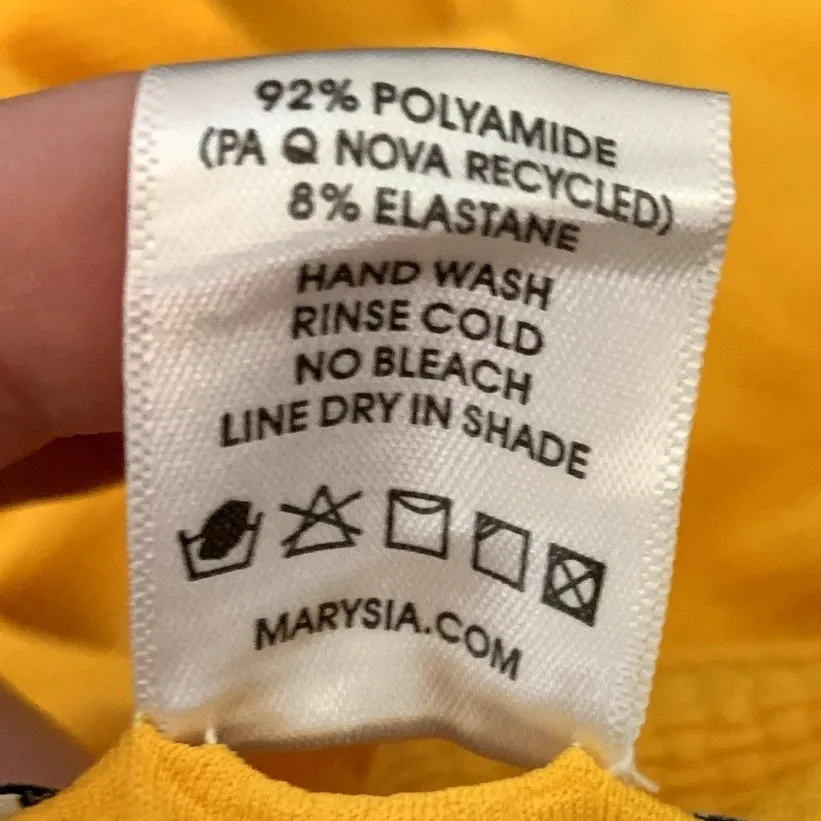 92% POLYAMIDE
(PA Q NOVA RECYCLED)
8% ELASTANE
HAND WASH
RINSE COLD
NO BLEACH
LINE DRY IN SHADE
MARYSIA.COM